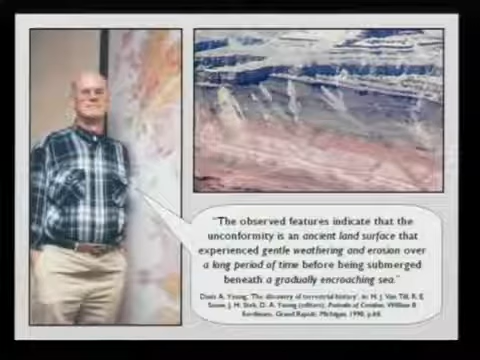 “The observed features indicate that the
unconformity is an ancient land surface that
experienced gentle weathering and erosion over
a long period of time before being submerged
beneath a gradually encroaching sea.”
Davis A. Young, ‘The discovery of terrestrial history’, in: H. J. Van Till, R. E.
Snow, J. H. Stek, D. A. Young (editors), Portraits of Creation, William B.
Eerdmans, Grand Rapids, Michigan, 1990, p.68.